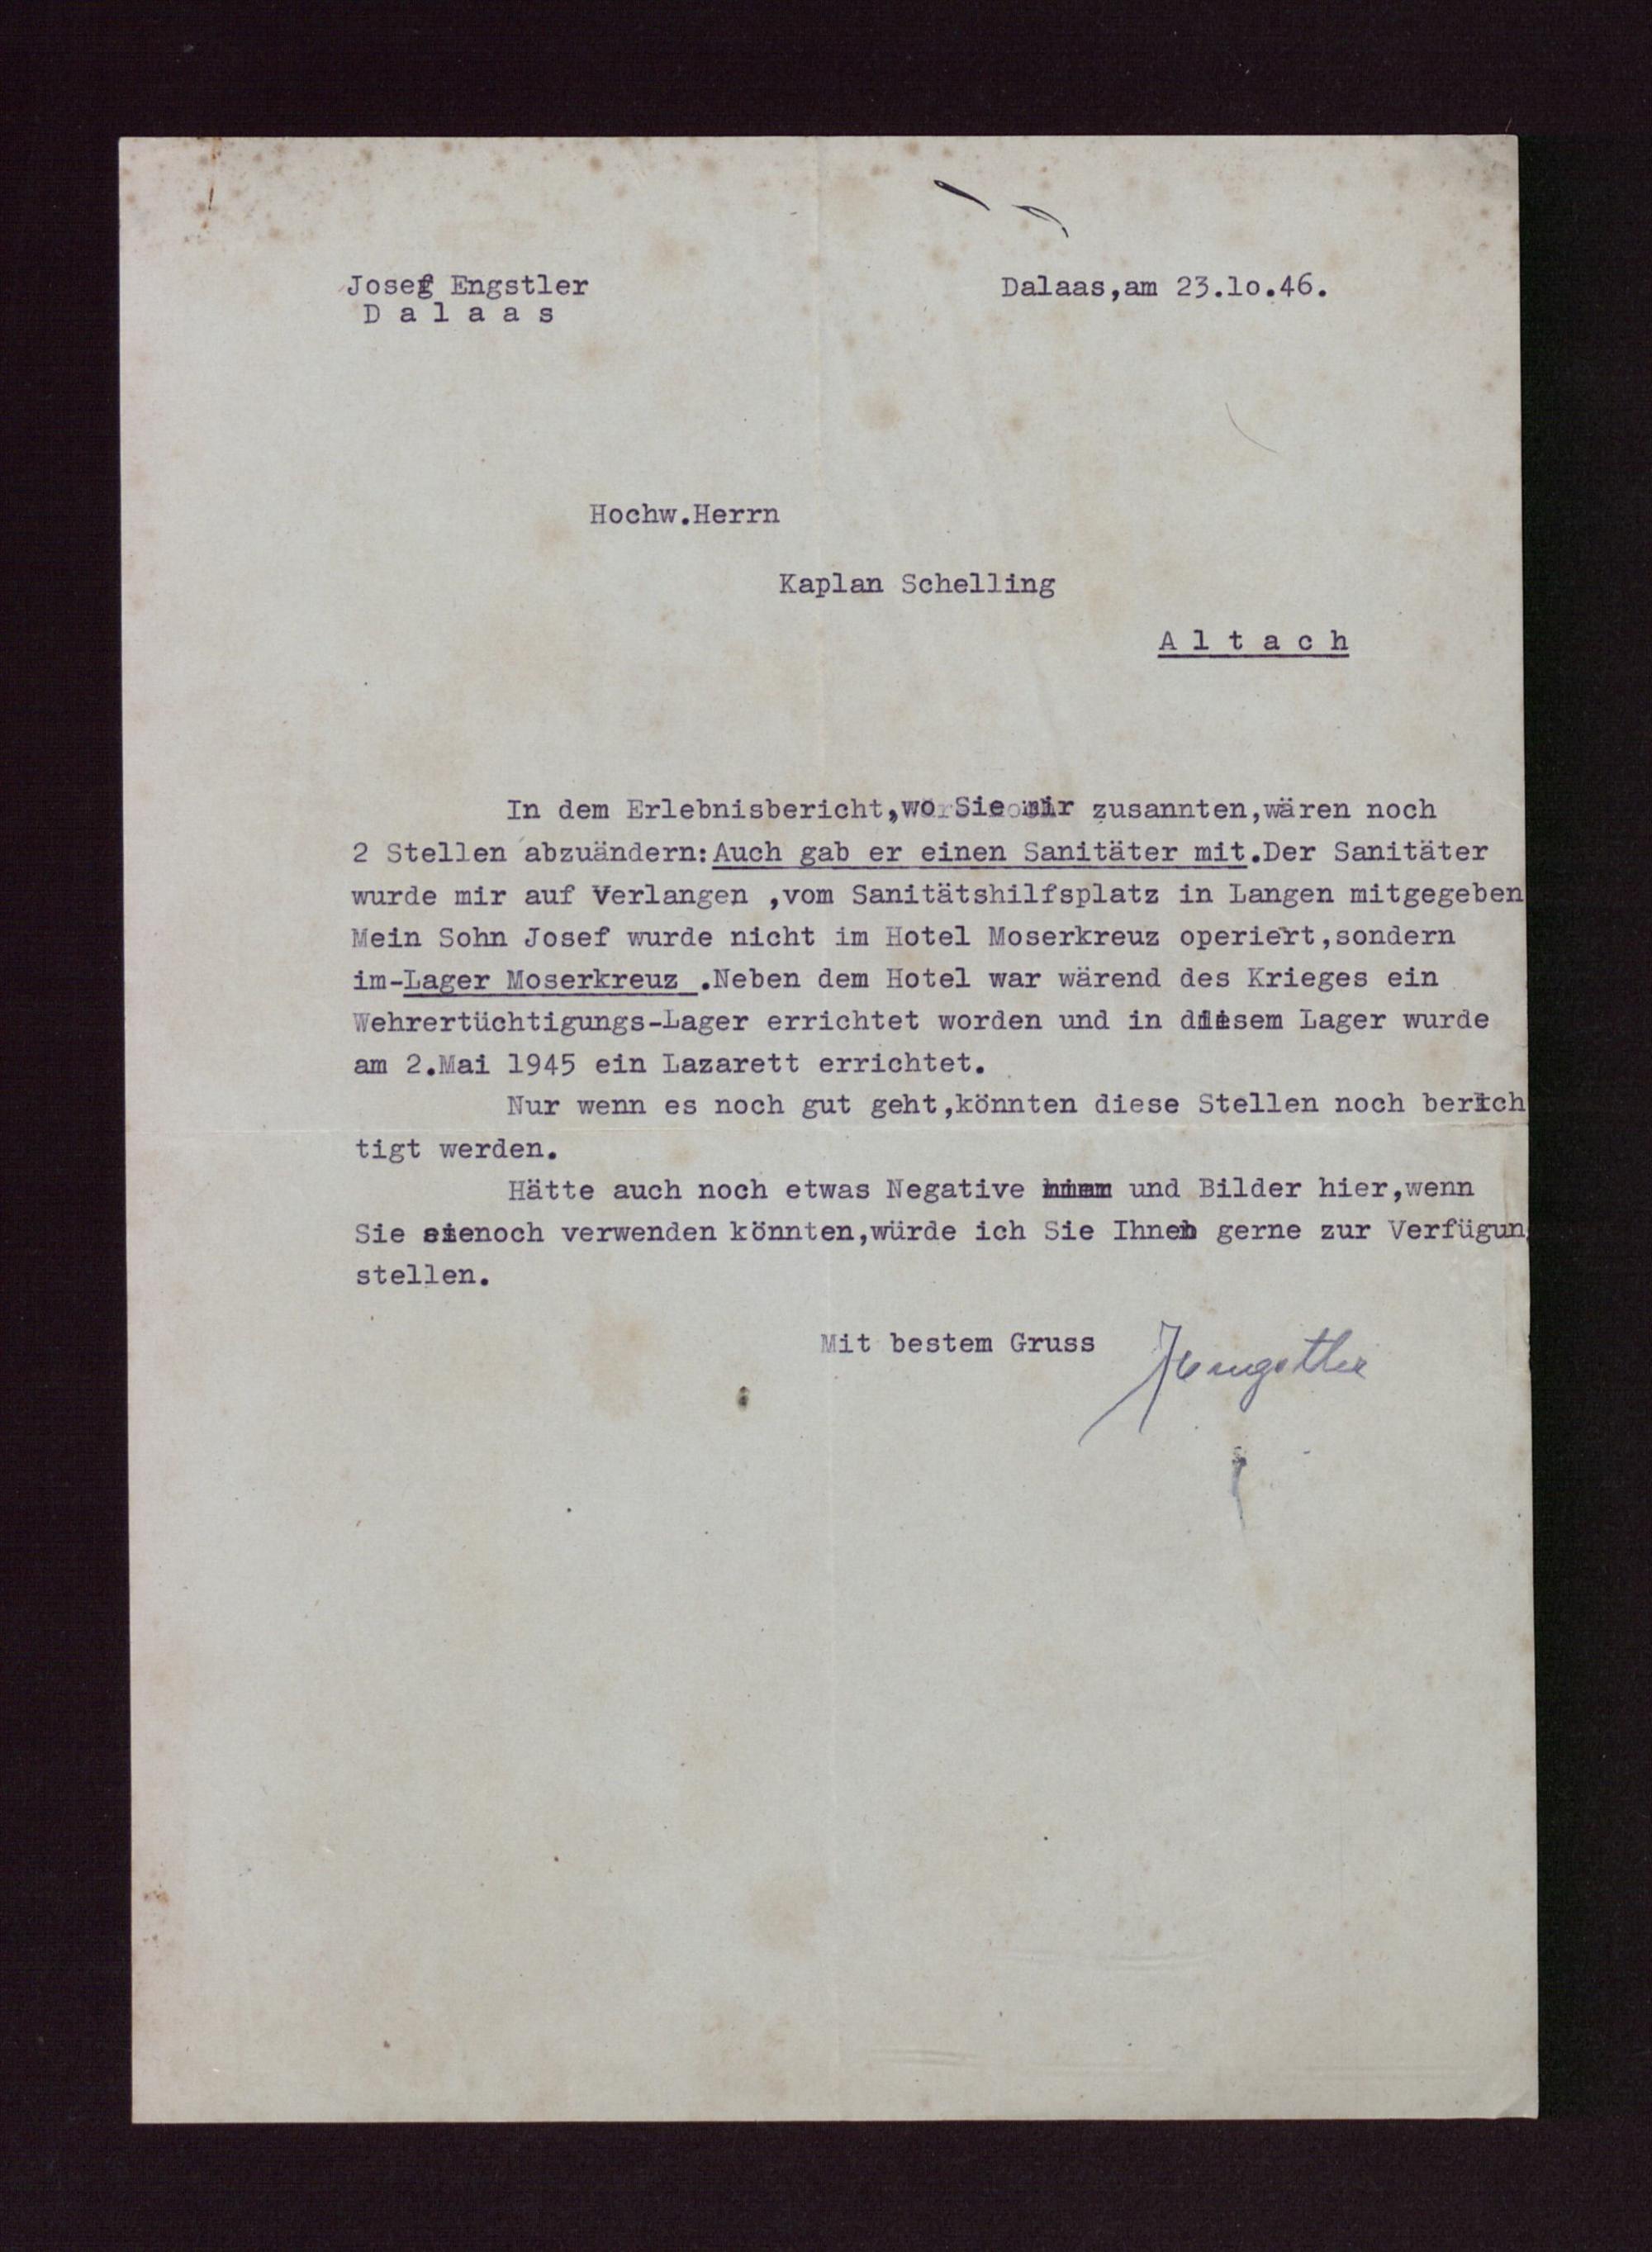 Josef Engstler
Dalaas,am 23.10.46.
D a l a a s
Hochw.Herrn
Kaplan Schelling
A l t a c h
In dem Erlebnisbericht,wo Sie mir zusannten,wären noch
2 Stellen abzuändern:Auch gab er einen Sanitäter mit.Der Sanitäter
wurde mir auf Verlangen ,vom Sanitätshilfsplatz in Langen mitgegeben
Mein Sohn Josef wurde nicht im Hotel Moserkreuz operiert,sondern
im-Lager Moserkreuz .Neben dem Hotel war wärend des Krieges ein
Wehrertüchtigungs-Lager errichtet worden und in diesem Lager wurde
am 2.Mai 1945 ein Lazarett errichtet.
Nur wenn es noch gut geht,könnten diese Stellen noch berich
tigt werden.
Hätte auch noch etwas Negative und Bilder hier,wenn
Sie sienoch verwenden könnten,würde ich Sie Ihnen gerne zur Verfügun
stellen.
Mit bestem Gruss
JEngstler